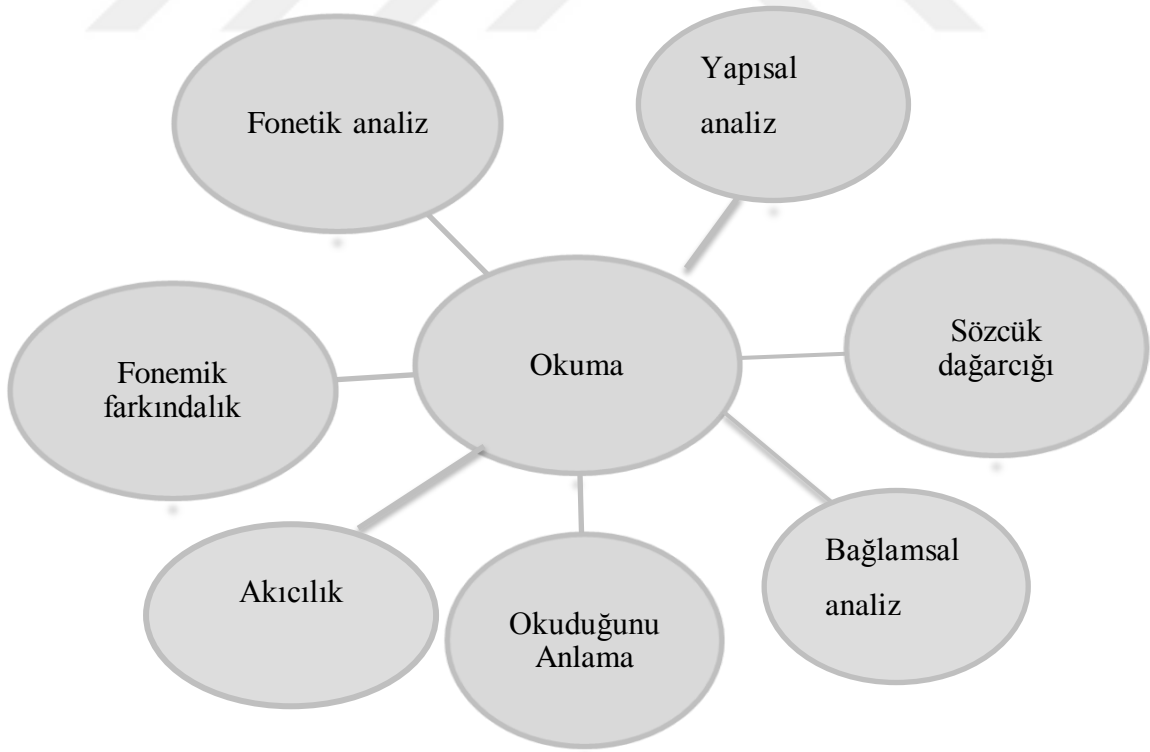 Yapısal
analiz
Fonetik analiz
Sözcük
dağarcığı
Okuma
Fonemik
farkındalık
Bağlamsal
analiz
Akıcılık
Okuduğunu
Anlama